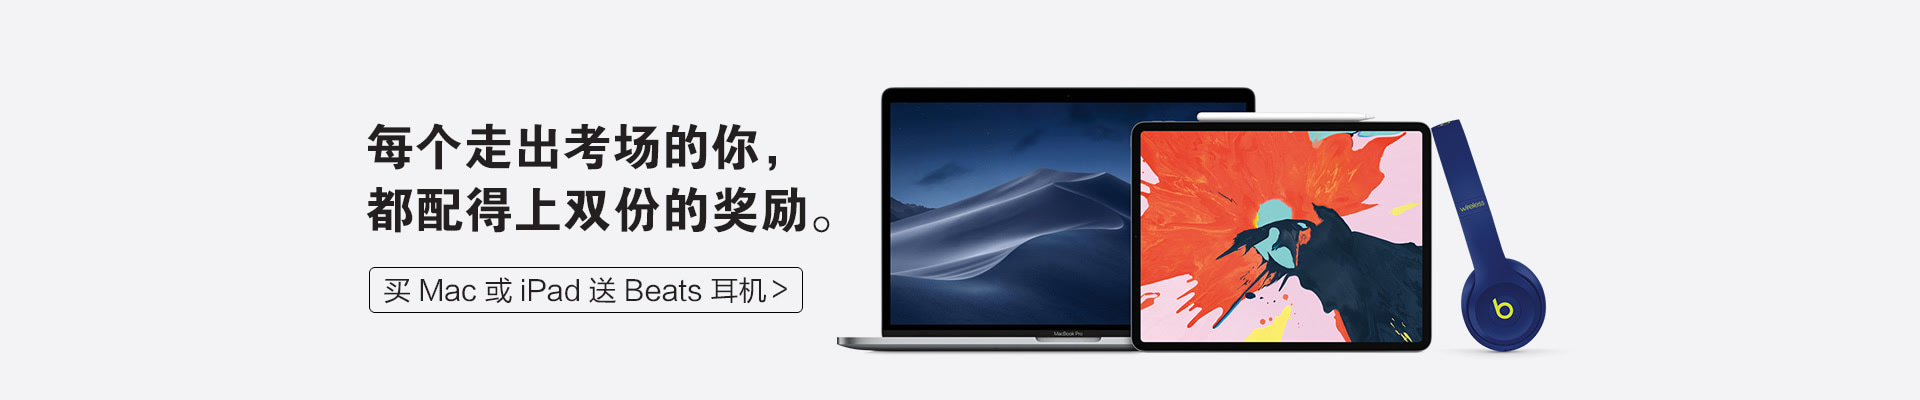 每个走出考场的你，
都配得上双份的奖励。
买 Mac 或 iPad 送 Beats 耳机 >
MacBook Pro
wireless
b